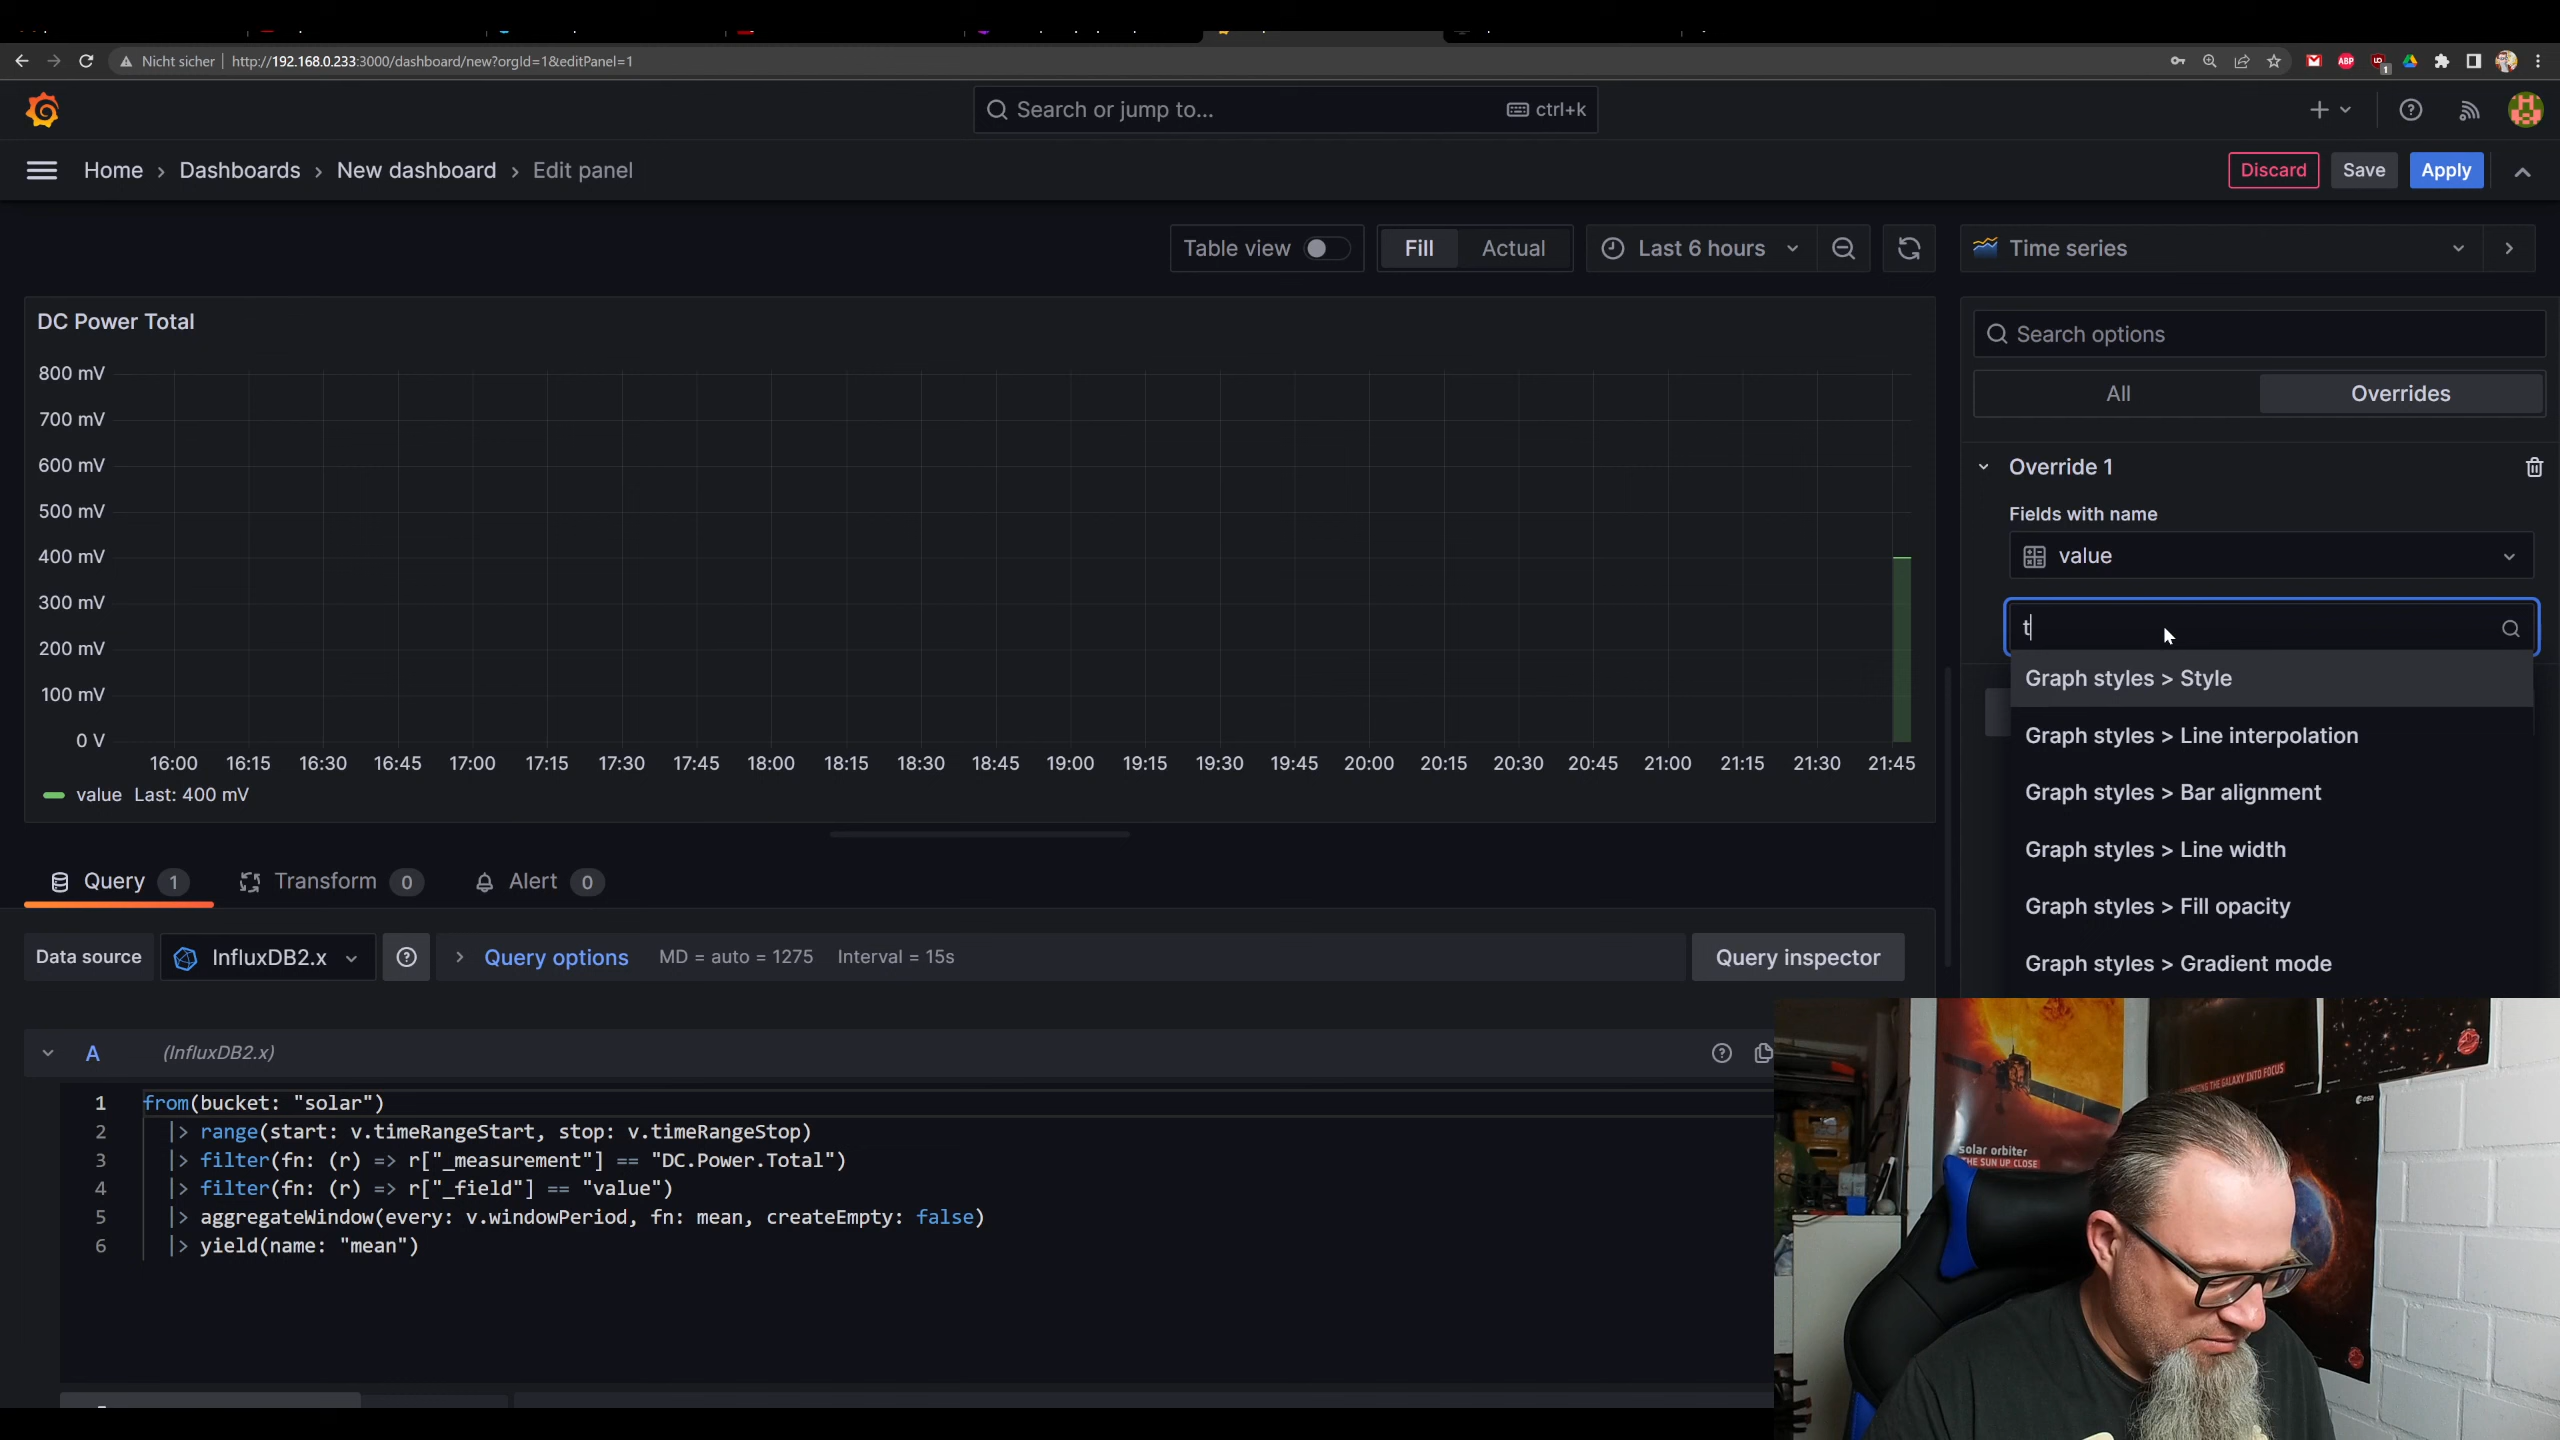 Nicht sicher
http://192.168.0.233:3000/dashboard/new?orgId=1&editPanel=1
Search or jump to...
ctrl+k
Home > Dashboards > New dashboard > Edit panel
Discard
Save
Apply
Table view
Fill
Actual
Last 6 hours
Time series
DC Power Total
800 mV
700 mV
600 mV
500 mV
400 mV
300 mV
200 mV
100 mV
0 V
16:00 16:15 16:30 16:45 17:00 17:15 17:30 17:45 18:00 18:15 18:30 18:45 19:00 19:15 19:30 19:45 20:00 20:15 20:30 20:45 21:00 21:15 21:30 21:45
value Last: 400 mV
Search options
All
Overrides
Override 1
Fields with name
value
t
Graph styles > Style
Graph styles > Line interpolation
Graph styles > Bar alignment
Graph styles > Line width
Graph styles > Fill opacity
Graph styles > Gradient mode
Query 1
Transform 0
Alert 0
Data source
InfluxDB2.x
Query options
MD = auto = 1275
Interval = 15s
Query inspector
A
(InfluxDB2.x)
1 from(bucket: "solar")
2 |> range(start: v.timeRangeStart, stop: v.timeRangeStop)
3 |> filter(fn: (r) => r["_measurement"] == "DC.Power.Total")
4 |> filter(fn: (r) => r["_field"] == "value")
5 |> aggregateWindow(every: v.windowPeriod, fn: mean, createEmpty: false)
6 |> yield(name: "mean")
solar orbiter
THE SUN UP CLOSE
THE GALAXY INTO FOCUS
esa